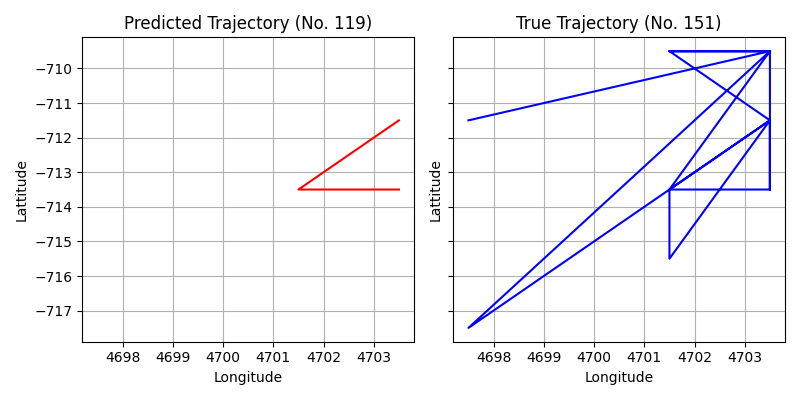 Predicted Trajectory (No. 119)
True Trajectory (No. 151)
Lattitude
−710
−711
−712
−713
−714
−715
−716
−717
4698 4699 4700 4701 4702 4703
Longitude
Lattitude
4698 4699 4700 4701 4702 4703
Longitude